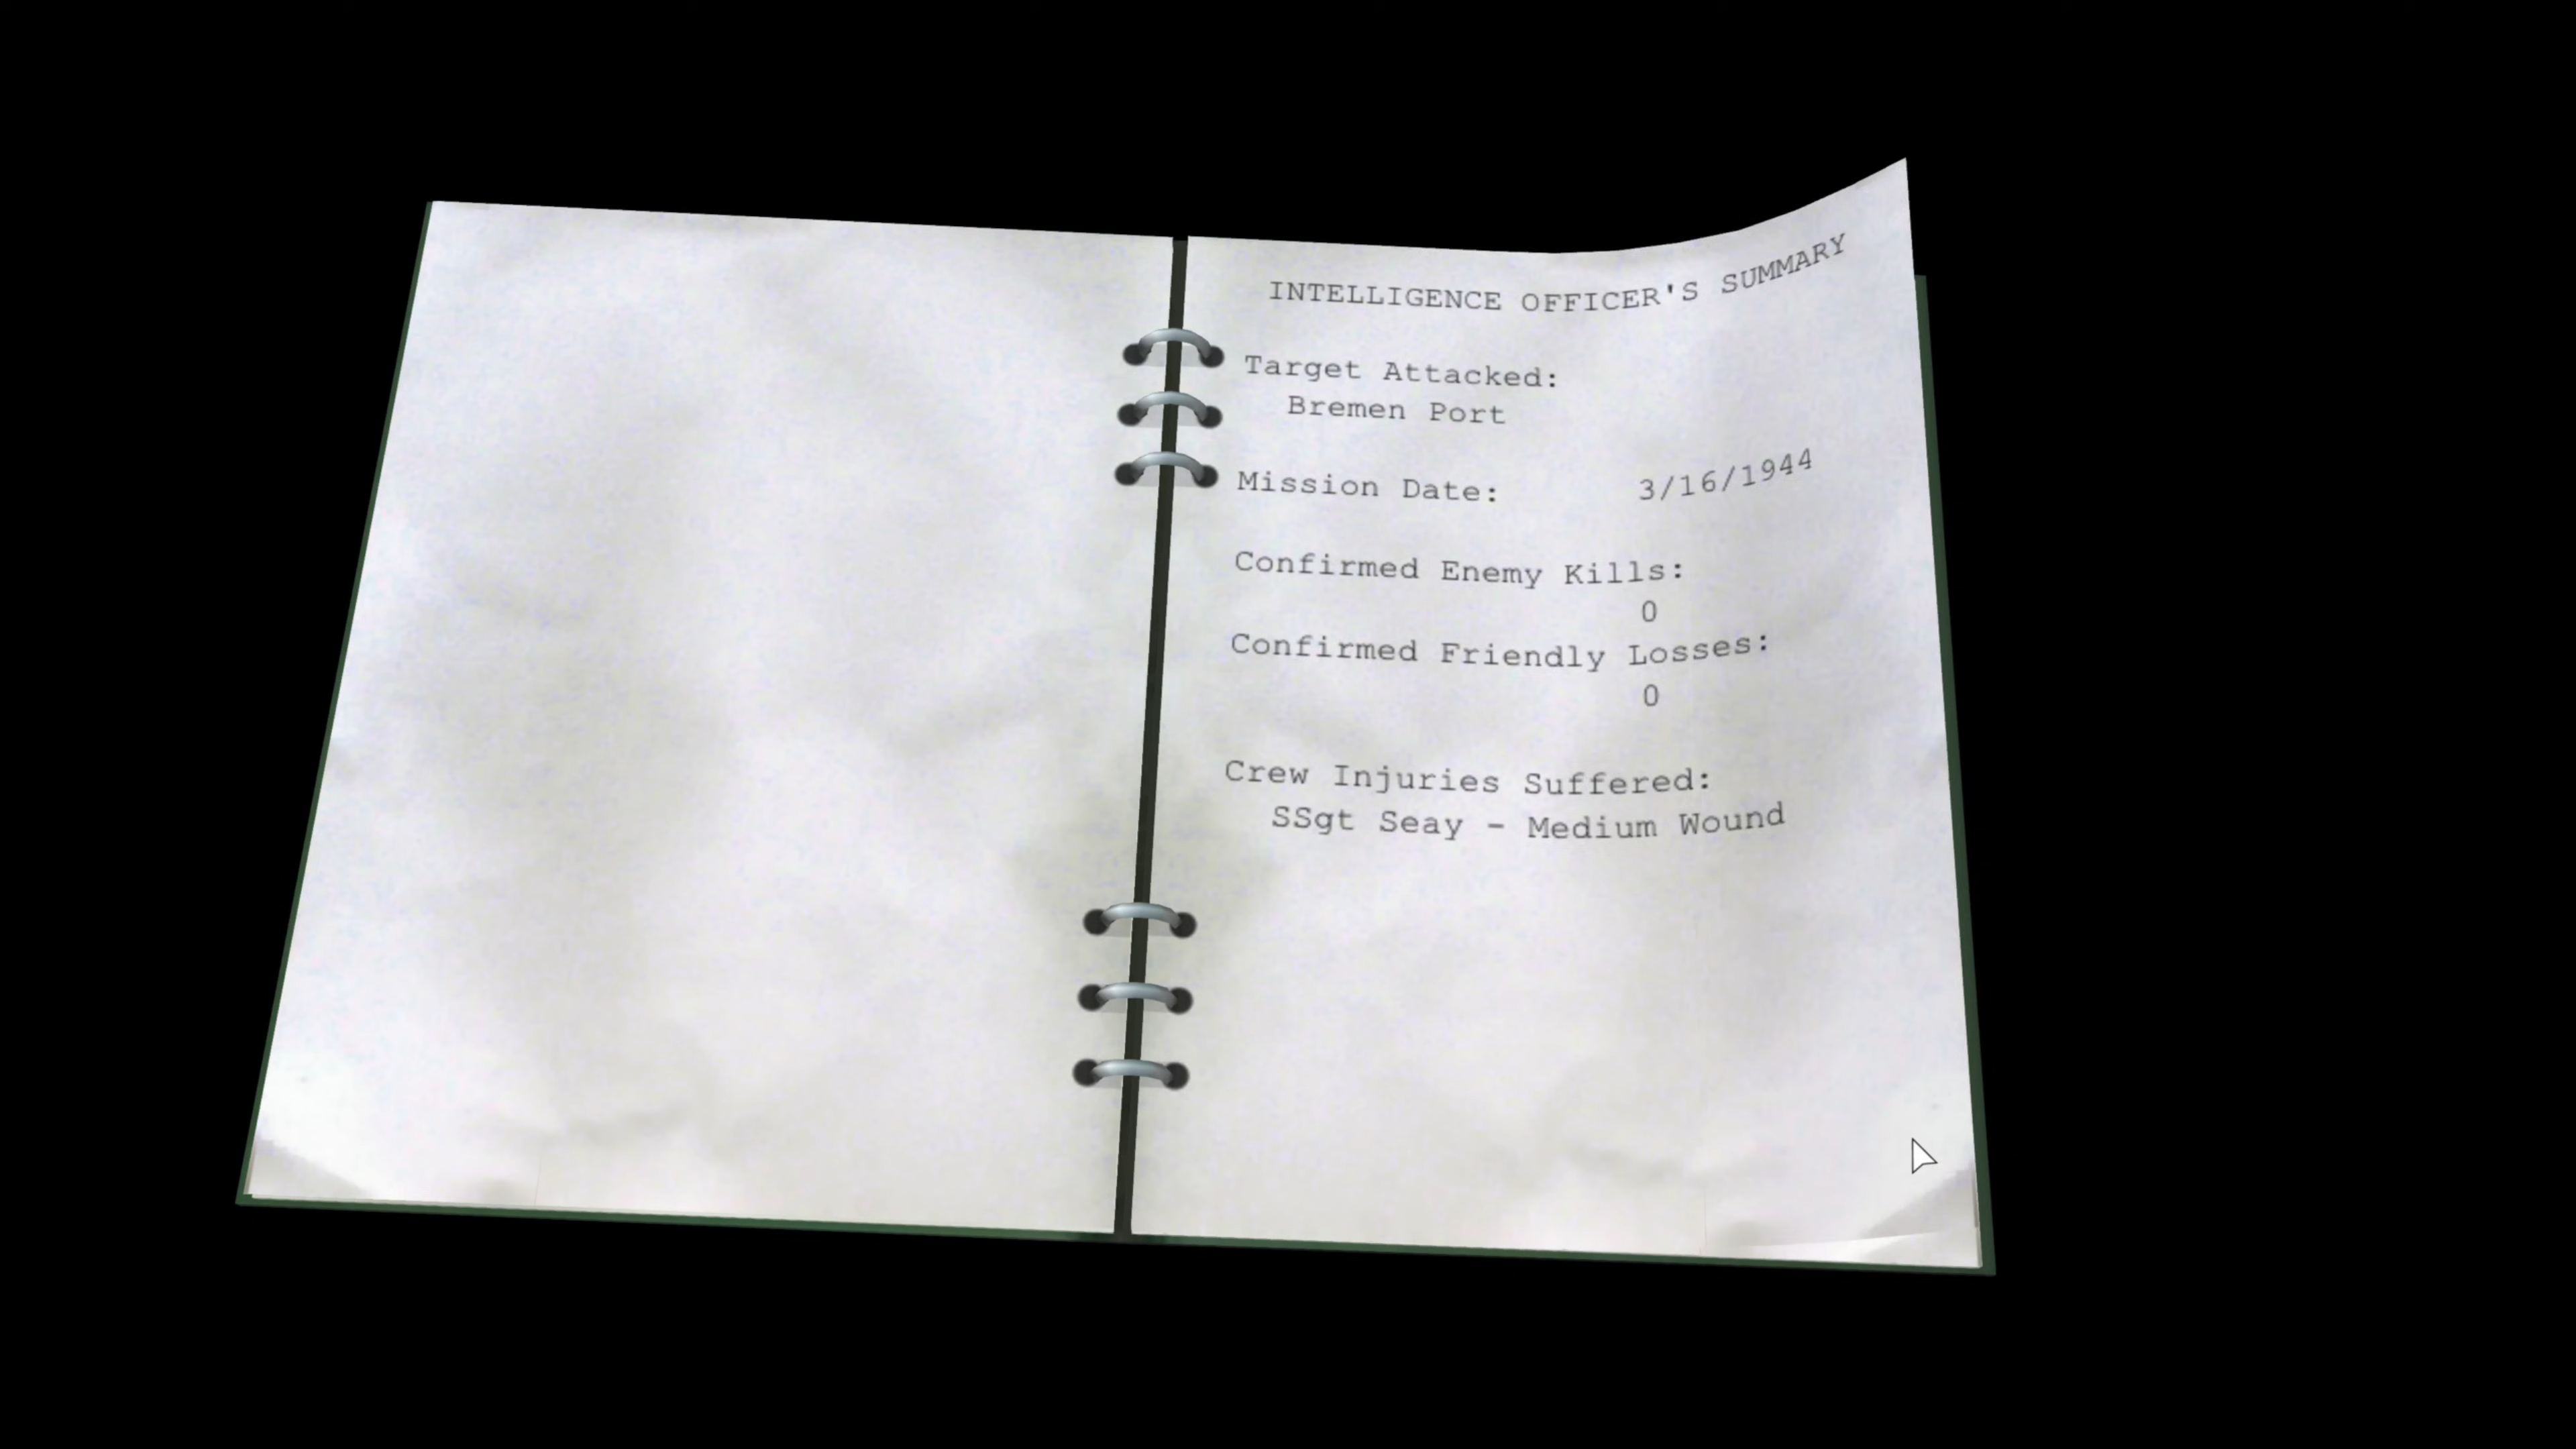 INTELLIGENCE OFFICER'S SUMMARY
Target Attacked:
Bremen Port
Mission Date: 3/16/1944
Confirmed Enemy Kills:
0
Confirmed Friendly Losses:
0
Crew Injuries Suffered:
SSgt Seay - Medium Wound